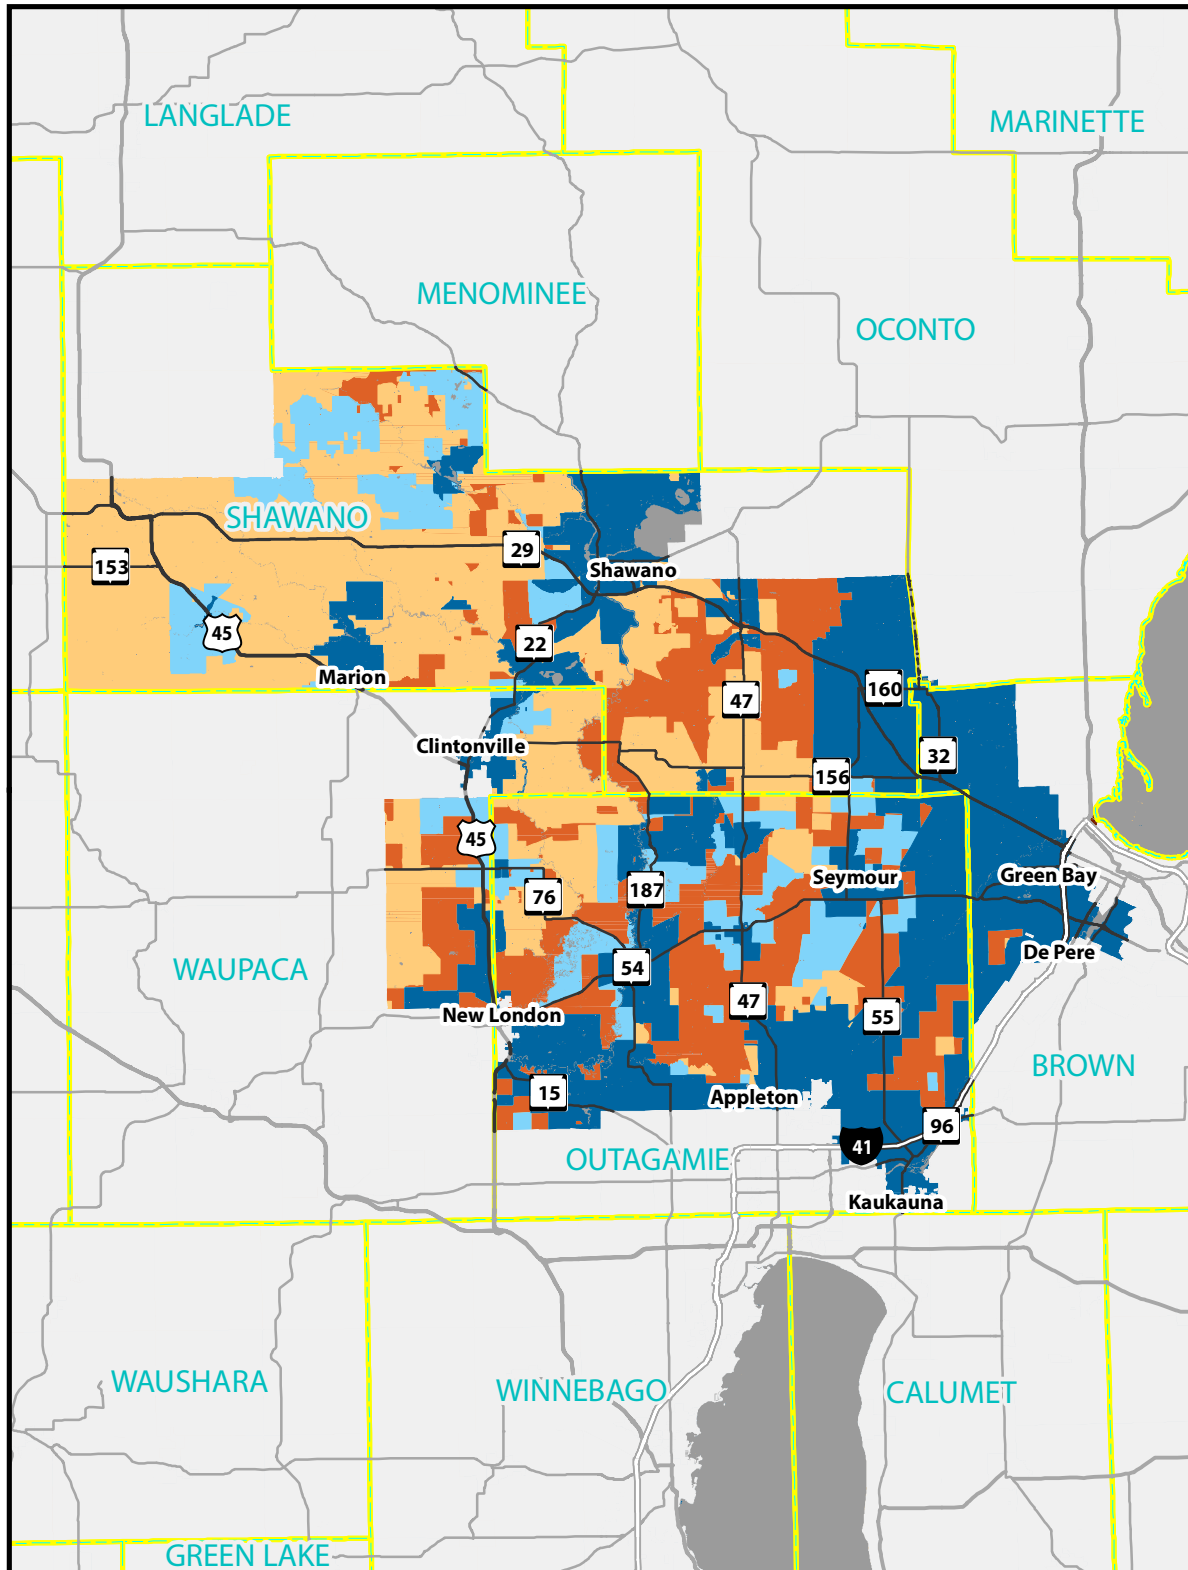 LANGLADE
MARINETTE
MENOMINEE
OCONTO
SHAWANO
29
153
Shawano
45
22
Marion
160
47
Clintonville
32
156
45
Seymour
Green Bay
76
187
De Pere
WAUPACA
54
47
New London
55
BROWN
15
Appleton
96
41
OUTAGAMIE
Kaukauna
WAUSHARA
WINNEBAGO
CALUMET
GREEN LAKE